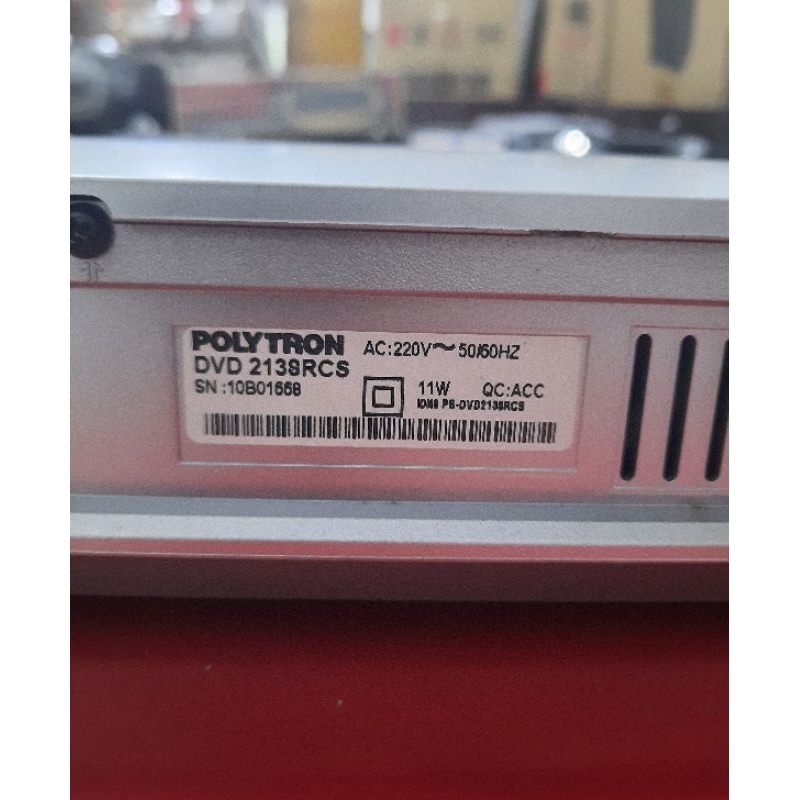 POLYTRON AC:220V~ 50/60HZ
DVD 2138RCS
SN :10B01668 11W QC:ACC